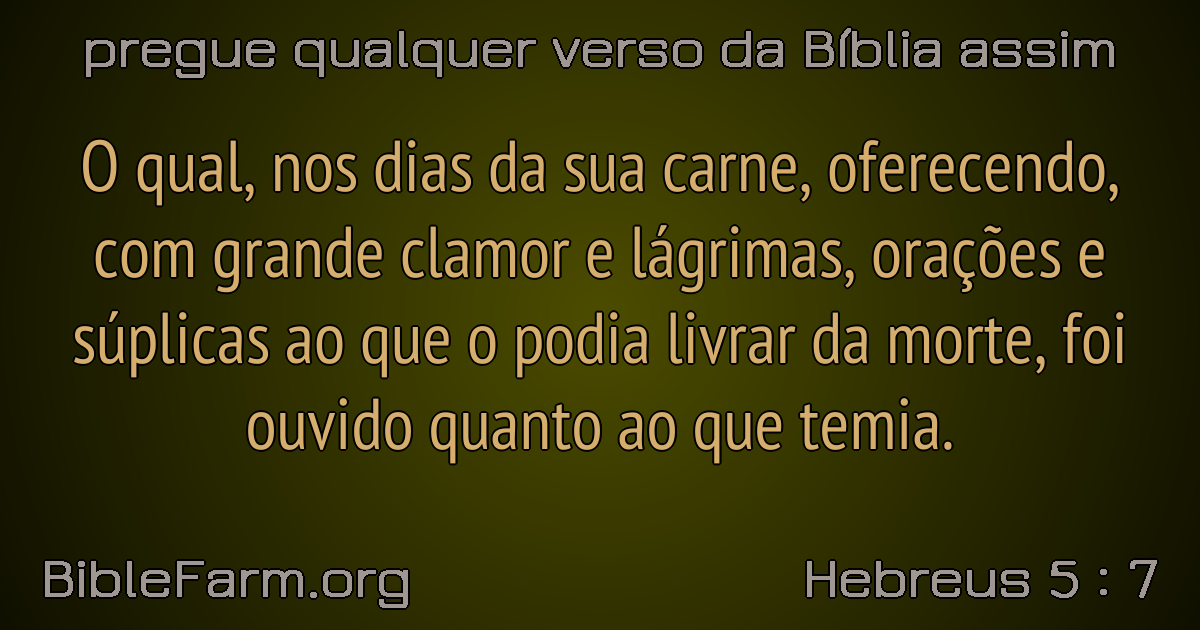 pregue qualquer verso da Bíblia assim
O qual, nos dias da sua carne, oferecendo,
com grande clamor e lágrimas, orações e
súplicas ao que o podia livrar da morte, foi
ouvido quanto ao que temia.
BibleFarm.org
Hebreus 5 : 7